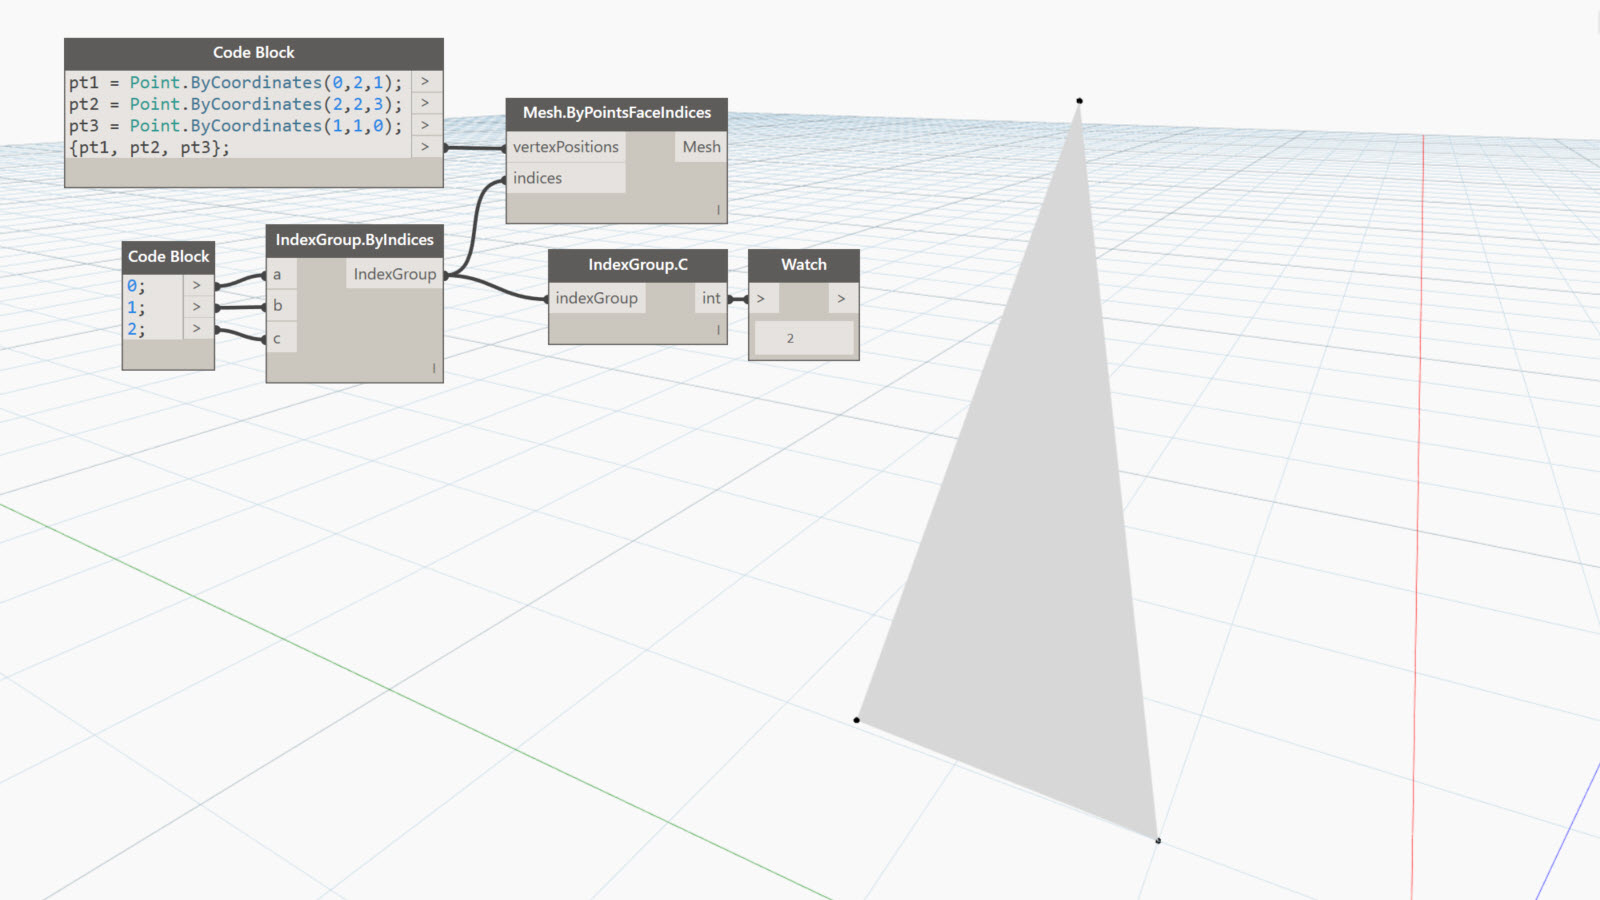 Code Block
pt1 = Point.ByCoordinates(0,2,1); >
pt2 = Point.ByCoordinates(2,2,3); >
pt3 = Point.ByCoordinates(1,1,0); >
{pt1, pt2, pt3}; >
Mesh.ByPointsFaceIndices
vertexPositions Mesh
indices
l
Code Block
0; >
1; >
2; >
IndexGroup.ByIndices
a IndexGroup
b
c
l
IndexGroup.C
indexGroup int
l
Watch
> >
2